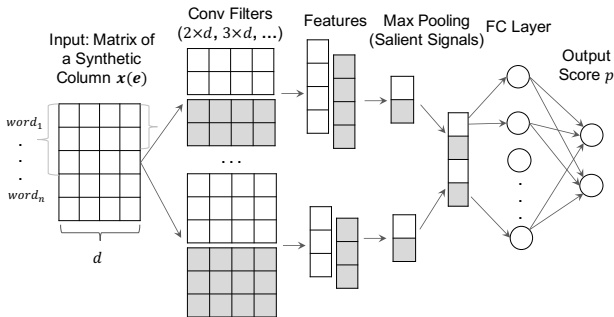 Input: Matrix of
a Synthetic
Column x(e)
Conv Filters
(2×d, 3×d, ...)
Features
Max Pooling
(Salient Signals)
FC Layer
Output
Score p
word1
.
.
.
wordn
d
...